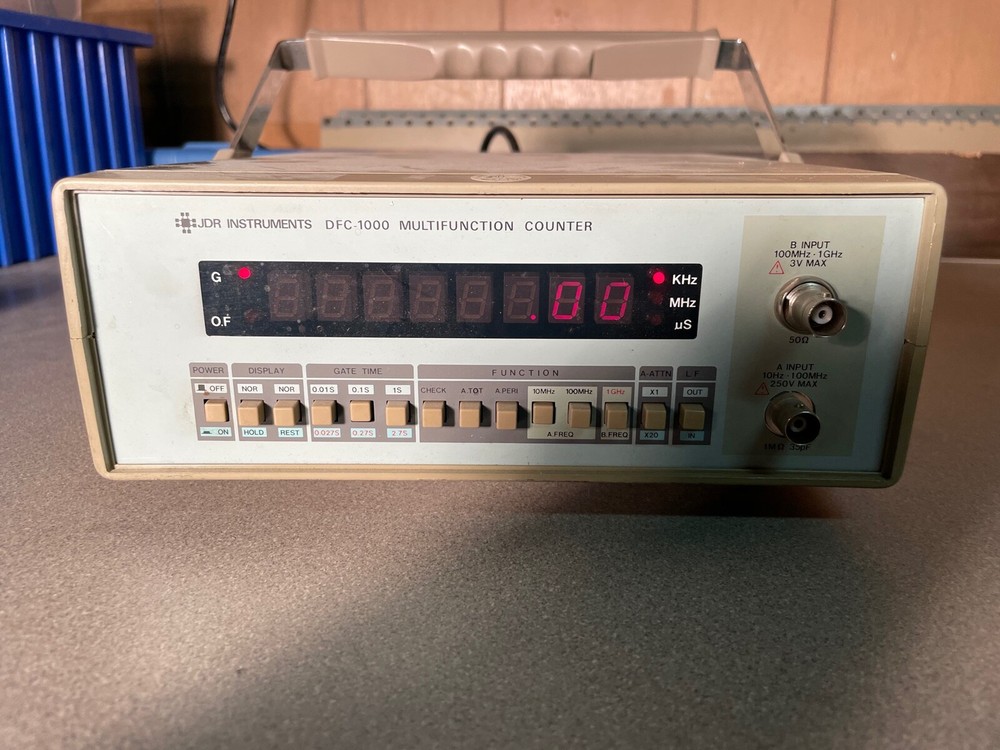 JDR INSTRUMENTS DFC-1000 MULTIFUNCTION COUNTER
G
O.F
.00
KHz
MHz
µS
B INPUT
100MHz - 1GHz
3V MAX
50Ω
A INPUT
10Hz - 100MHz
250V MAX
1MΩ 35pF
POWER DISPLAY GATE TIME FUNCTION A-ATTN L F
OFF NOR NOR 0.01S 0.1S 1S CHECK A.TOT A.PERI 10MHz 100MHz 1GHz X1 OUT
ON HOLD REST 0.027S 0.27S 2.7S A.FREQ B.FREQ X20 IN